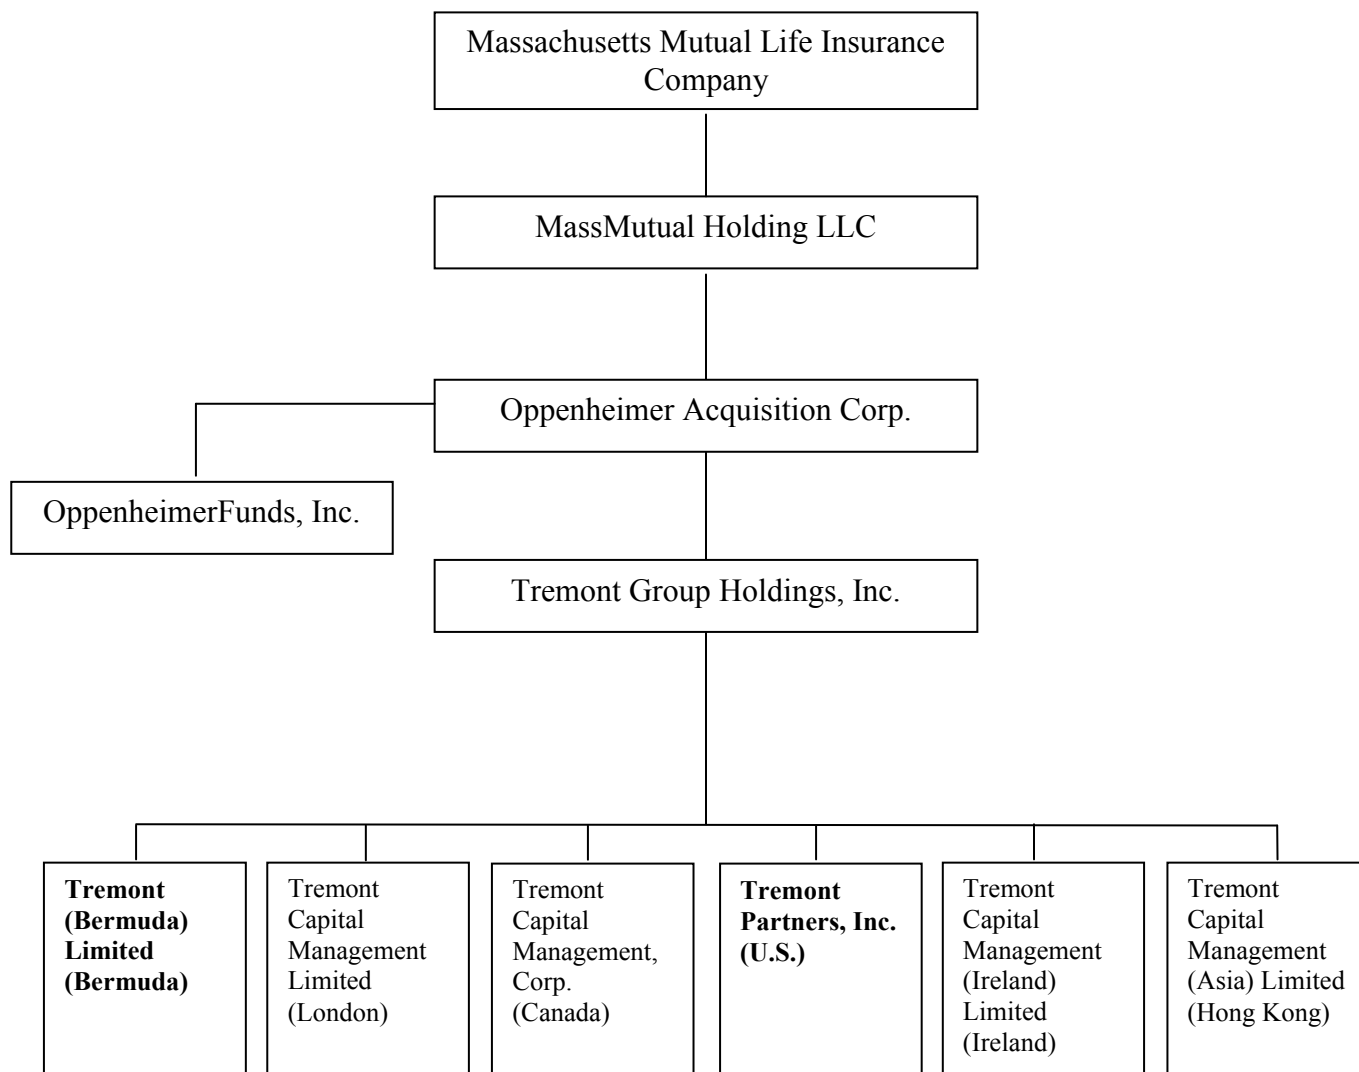 Massachusetts Mutual Life Insurance
Company
MassMutual Holding LLC
Oppenheimer Acquisition Corp.
OppenheimerFunds, Inc.
Tremont Group Holdings, Inc.
Tremont
(Bermuda)
Limited
(Bermuda)
Tremont
Capital
Management
Limited
(London)
Tremont
Capital
Management,
Corp.
(Canada)
Tremont
Partners, Inc.
(U.S.)
Tremont
Capital
Management
(Ireland)
Limited
(Ireland)
Tremont
Capital
Management
(Asia) Limited
(Hong Kong)